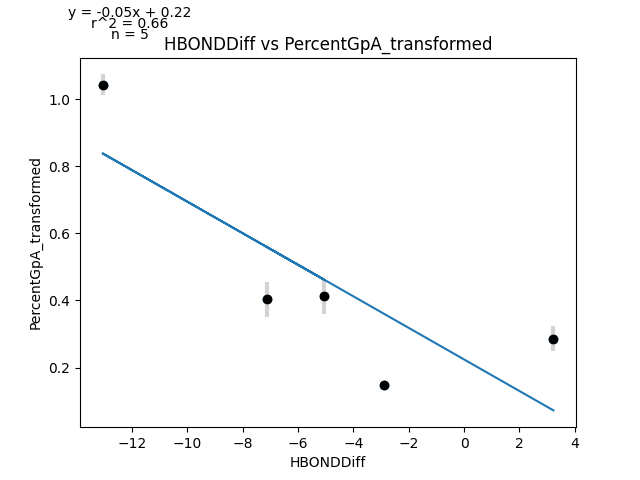 y = -0.05x + 0.22
r^2 = 0.66
n = 5
HBONDDiff vs PercentGpA_transformed
PercentGpA_transformed
1.0
0.8
0.6
0.4
0.2
−12
−10
−8
−6
−4
−2
0
2
4
HBONDDiff